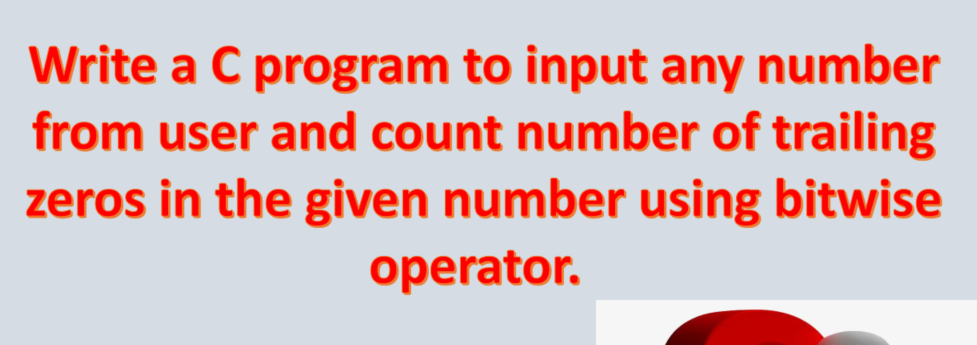 Write a C program to input any number
from user and count number of trailing
zeros in the given number using bitwise
operator.